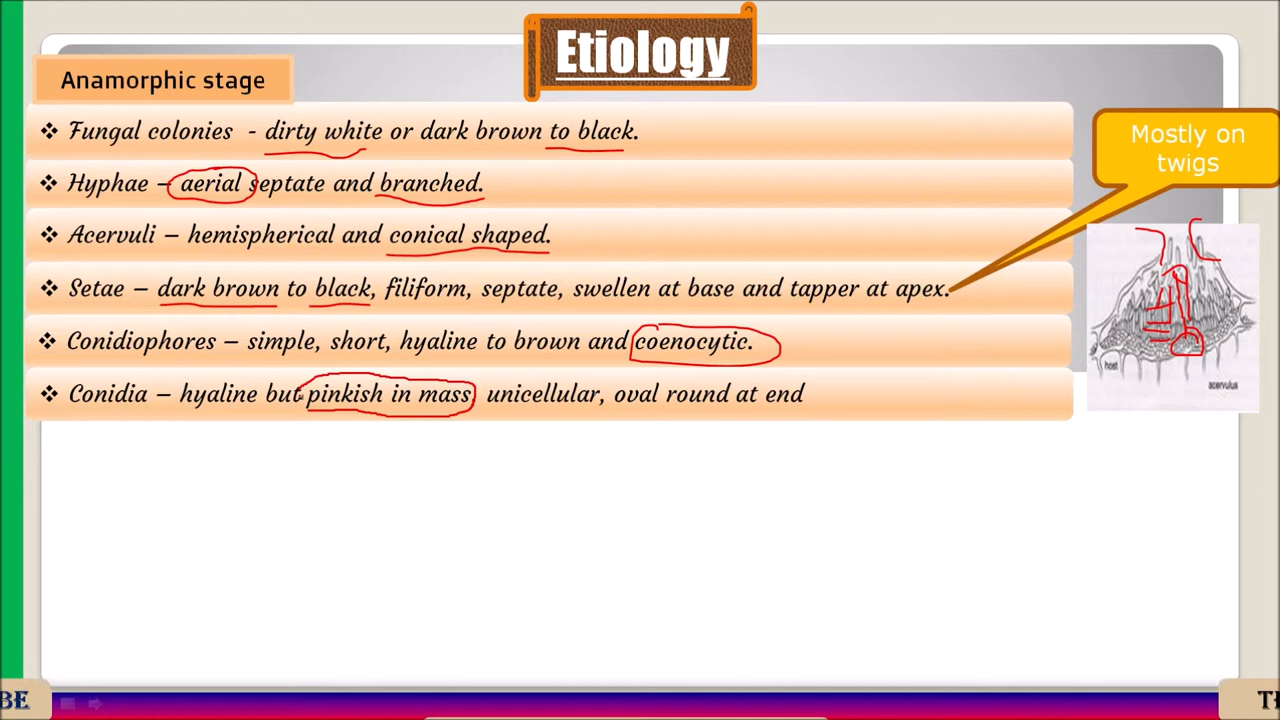 Etiology
Anamorphic stage
❖ Fungal colonies - dirty white or dark brown to black.
❖ Hyphae – aerial septate and branched.
❖ Acervuli – hemispherical and conical shaped.
❖ Setae – dark brown to black, filiform, septate, swellen at base and tapper at apex.
❖ Conidiophores – simple, short, hyaline to brown and coenocytic.
❖ Conidia – hyaline but pinkish in mass unicellular, oval round at end
Mostly on
twigs
host
acervulus
BE
TH